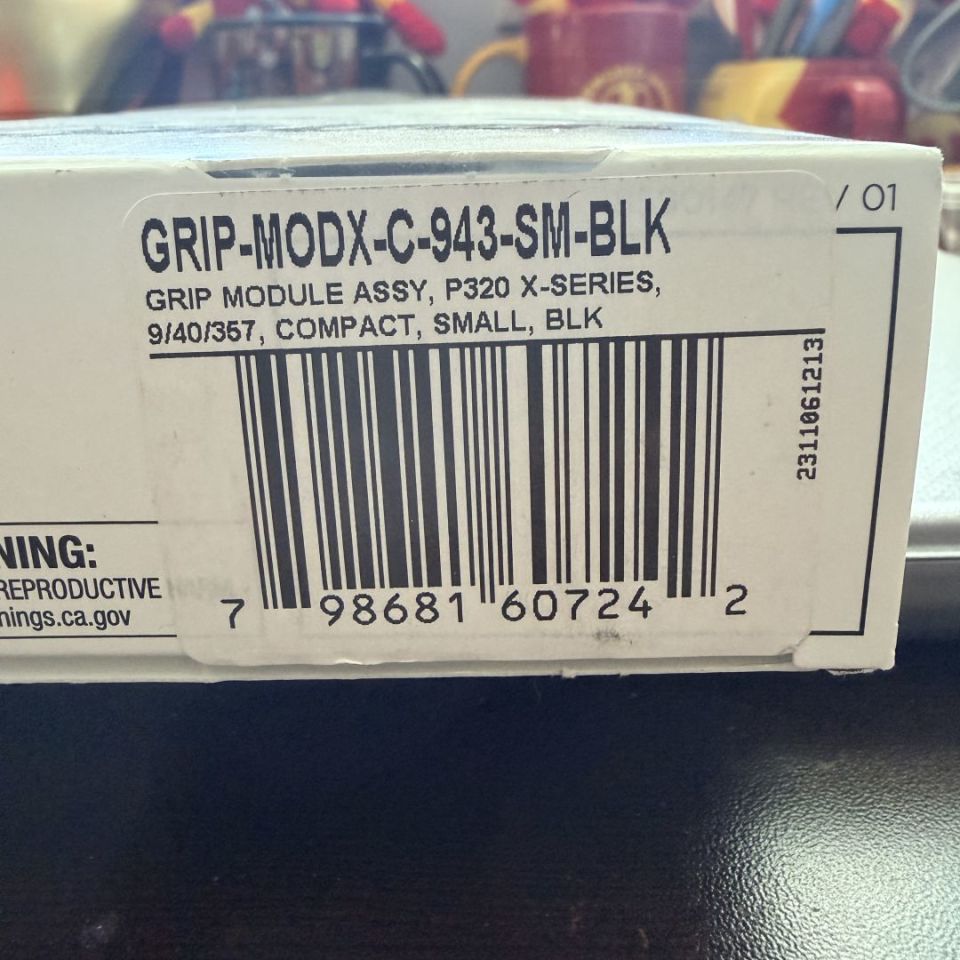 / 01
GRIP-MODX-C-943-SM-BLK
GRIP MODULE ASSY, P320 X-SERIES,
9/40/357, COMPACT, SMALL, BLK
2311061213
NING:
REPRODUCTIVE
nings.ca.gov
7 98681 60724 2